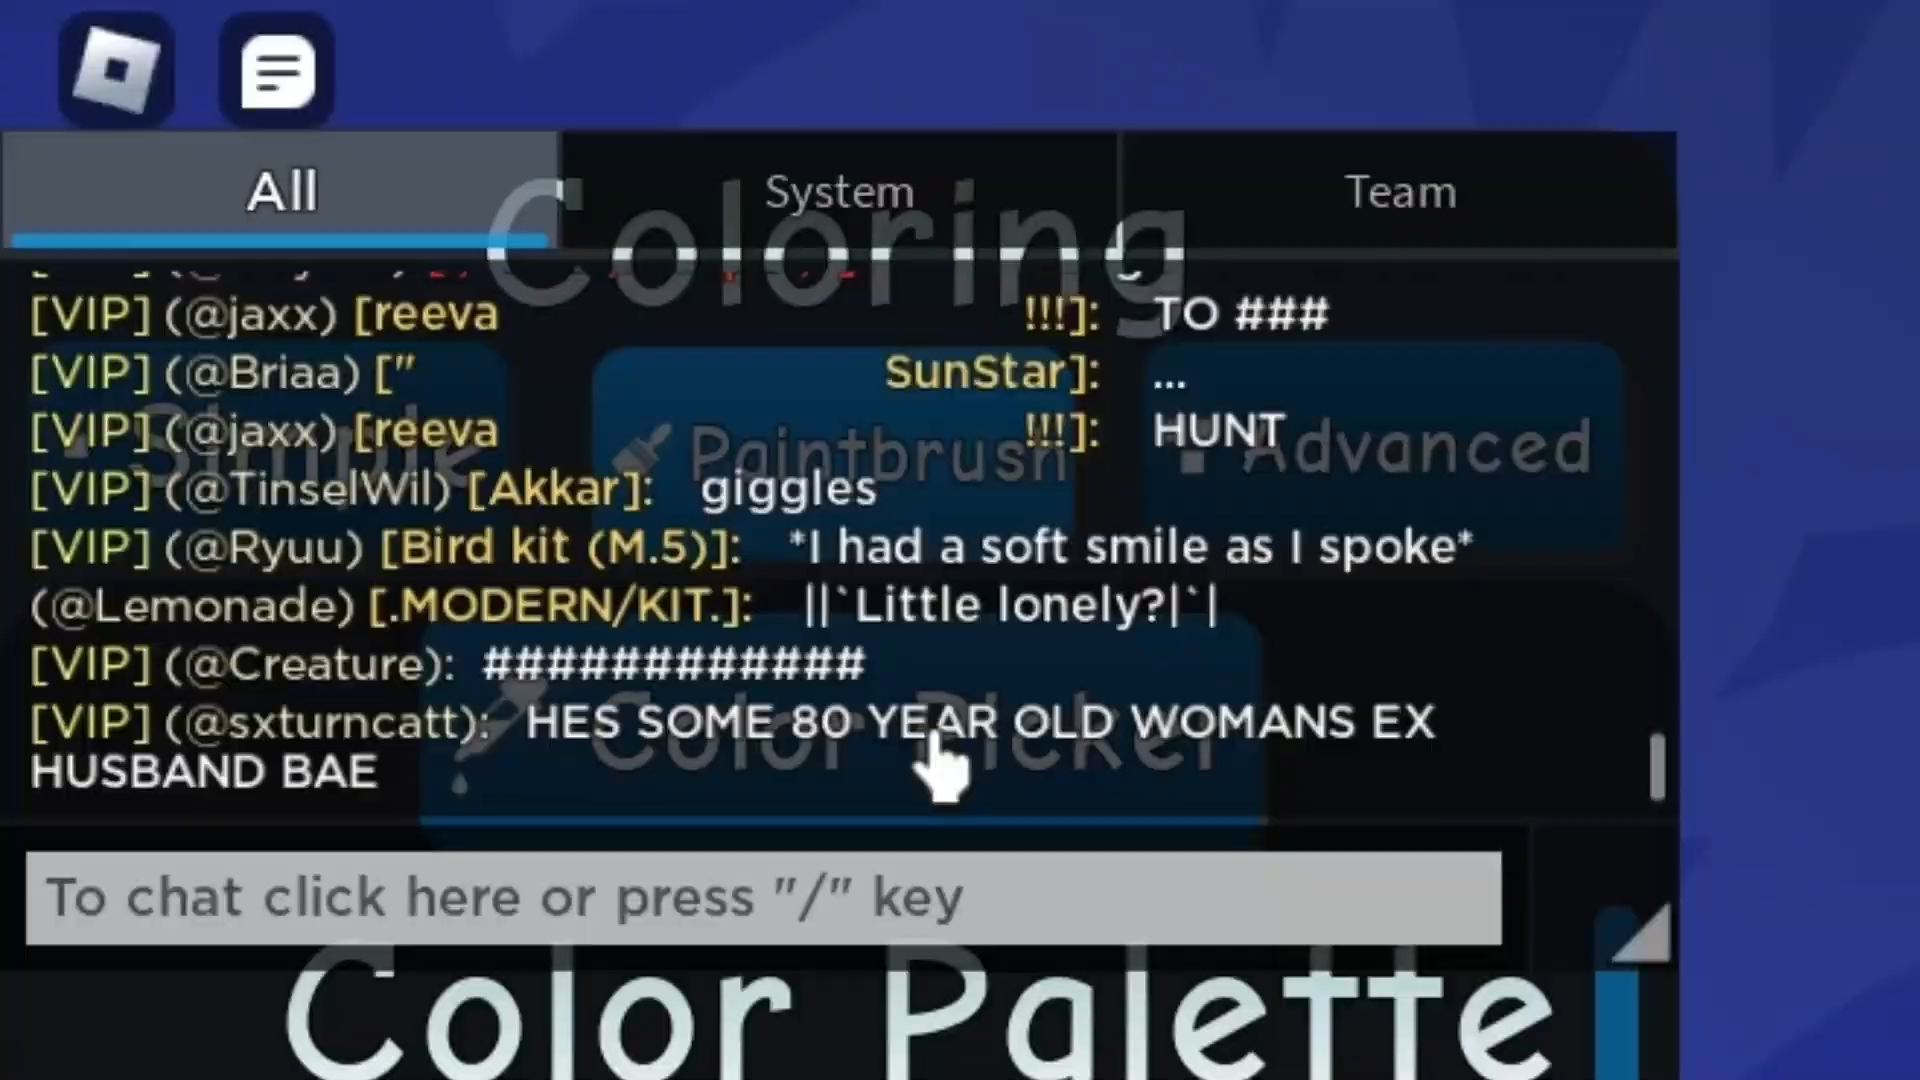 All System Team
Coloring
[VIP] (@jaxx) [reeva !!!]: TO ###
[VIP] (@Briaa) [" SunStar]: ...
[VIP] (@jaxx) [reeva !!!]: HUNT
Simple Paintbrush Advanced
[VIP] (@TinselWil) [Akkar]: giggles
[VIP] (@Ryuu) [Bird kit (M.5)]: *I had a soft smile as I spoke*
(@Lemonade) [.MODERN/KIT.]: ||`Little lonely?|`|
[VIP] (@Creature): ############
[VIP] (@sxturncatt): HES SOME 80 YEAR OLD WOMANS EX
HUSBAND BAE
Color Picker
To chat click here or press "/" key
Color Palette